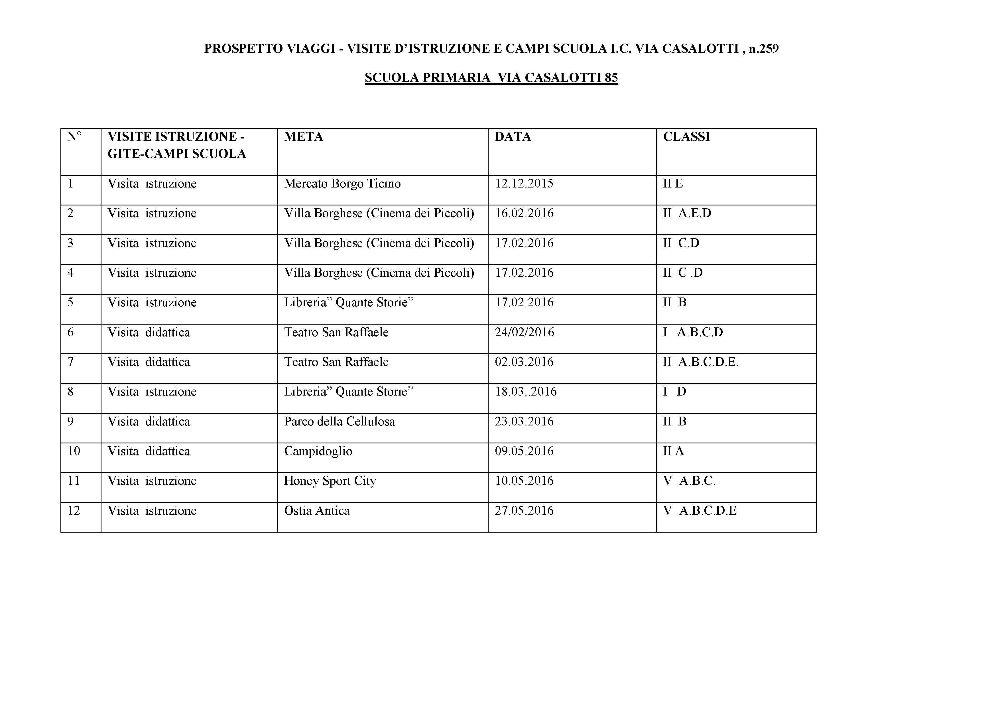 PROSPETTO VIAGGI - VISITE D’ISTRUZIONE E CAMPI SCUOLA I.C. VIA CASALOTTI , n.259
SCUOLA PRIMARIA  VIA CASALOTTI 85
N° VISITE ISTRUZIONE - GITE-CAMPI SCUOLA META DATA CLASSI
1 Visita  istruzione Mercato Borgo Ticino 12.12.2015 II E
2 Visita  istruzione Villa Borghese (Cinema dei Piccoli) 16.02.2016 II  A.E.D
3 Visita  istruzione Villa Borghese (Cinema dei Piccoli) 17.02.2016 II  C.D
4 Visita  istruzione Villa Borghese (Cinema dei Piccoli) 17.02.2016 II  C .D
5 Visita  istruzione Libreria” Quante Storie” 17.02.2016 II  B
6 Visita  didattica Teatro San Raffaele 24/02/2016 I   A.B.C.D
7 Visita  didattica Teatro San Raffaele 02.03.2016 II  A.B.C.D.E.
8 Visita  istruzione Libreria” Quante Storie” 18.03..2016 I   D
9 Visita  didattica Parco della Cellulosa 23.03.2016 II  B
10 Visita  didattica Campidoglio 09.05.2016 II A
11 Visita  istruzione Honey Sport City 10.05.2016 V  A.B.C.
12 Visita  istruzione Ostia Antica 27.05.2016 V  A.B.C.D.E